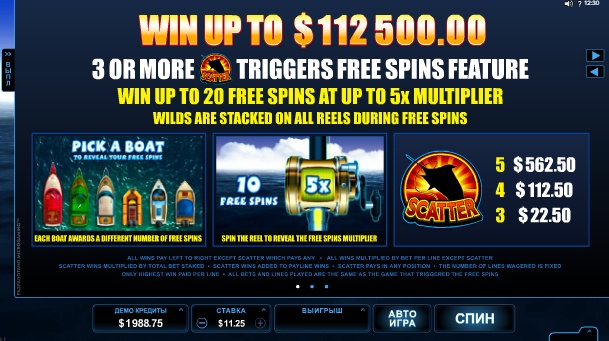 12:30
WIN UP TO $112 500.00
3 OR MORE SCATTER TRIGGERS FREE SPINS FEATURE
WIN UP TO 20 FREE SPINS AT UP TO 5x MULTIPLIER
WILDS ARE STACKED ON ALL REELS DURING FREE SPINS
PICK A BOAT
TO REVEAL YOUR FREE SPINS
EACH BOAT AWARDS A DIFFERENT NUMBER OF FREE SPINS
10
FREE SPINS
5x
SPIN THE REEL TO REVEAL THE FREE SPINS MULTIPLIER
SCATTER
5 $562.50
4 $112.50
3 $22.50
ALL WINS PAY LEFT TO RIGHT EXCEPT SCATTER WHICH PAYS ANY • ALL WINS MULTIPLIED BY BET PER LINE EXCEPT SCATTER
SCATTER WINS MULTIPLIED BY TOTAL BET STAKED • SCATTER WINS ADDED TO PAYLINE WINS • SCATTER PAYS IN ANY POSITION • THE NUMBER OF LINES WAGERED IS FIXED
ONLY HIGHEST WIN PAID PER LINE • ALL BETS AND LINES PLAYED ARE THE SAME AS THE GAME THAT TRIGGERED THE FREE SPINS
ДЕМО КРЕДИТЫ
$1988.75
СТАВКА
$11.25
ВЫИГРЫШ
АВТО
ИГРА
СПИН